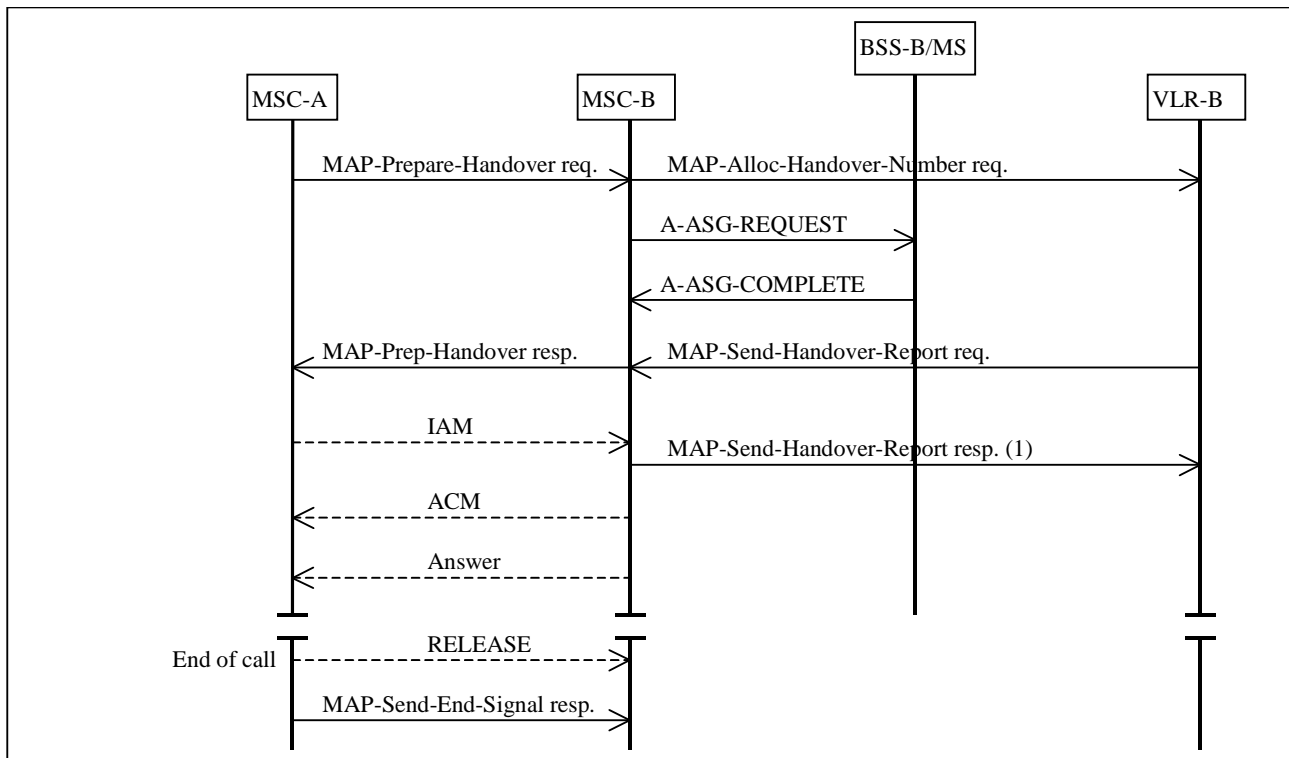 BSS-B/MS
MSC-A
MSC-B
VLR-B
MAP-Prepare-Handover req.
MAP-Alloc-Handover-Number req.
A-ASG-REQUEST
A-ASG-COMPLETE
MAP-Prep-Handover resp.
MAP-Send-Handover-Report req.
IAM
MAP-Send-Handover-Report resp. (1)
ACM
Answer
End of call
RELEASE
MAP-Send-End-Signal resp.